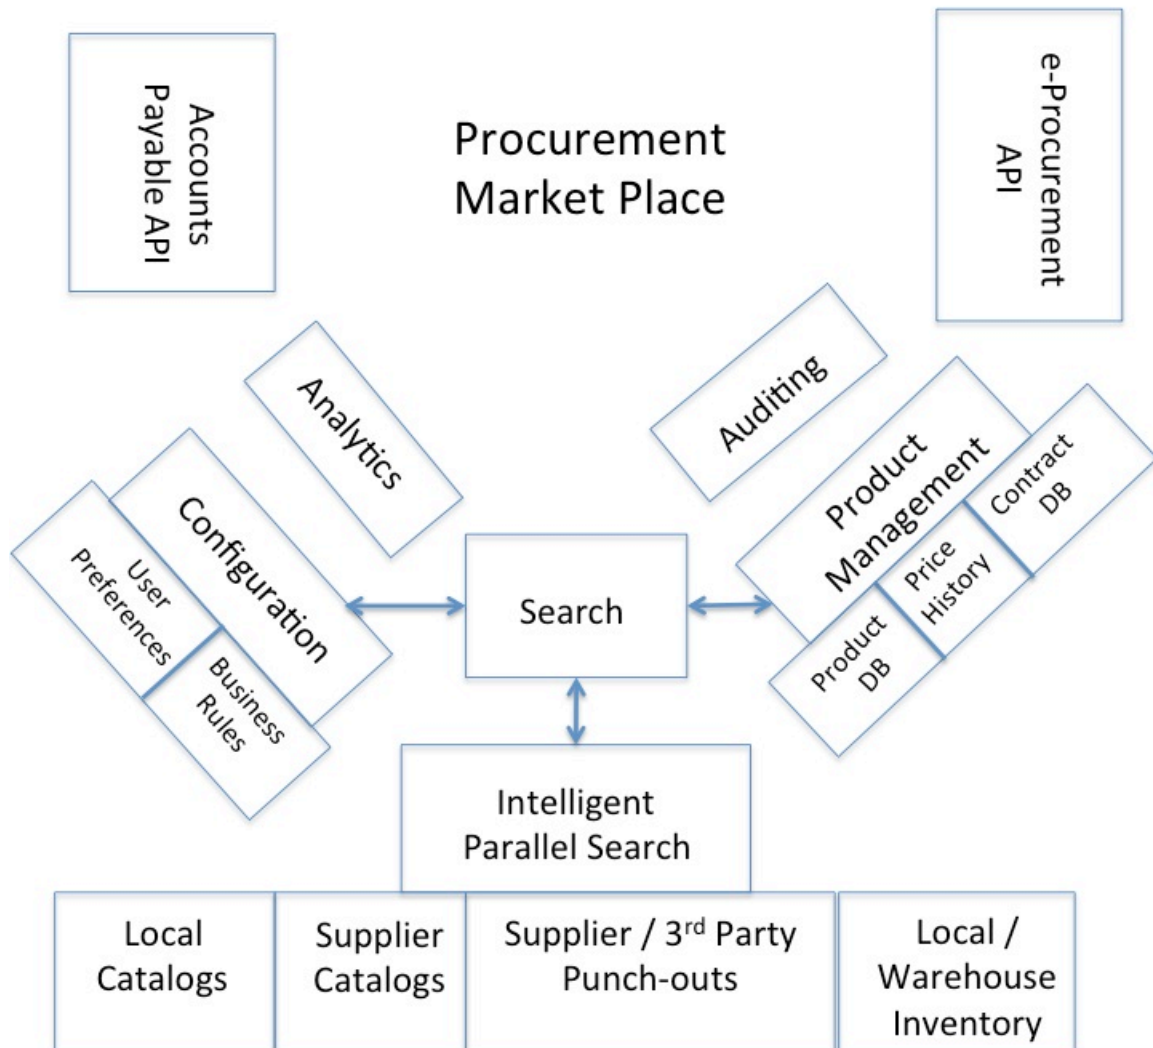 Accounts
Payable API
Procurement
Market Place
e-Procurement
API
Analytics
Auditing
Configuration
User
Preferences
Business
Rules
Search
Product
Management
Product
DB
Price
History
Contract
DB
Intelligent
Parallel Search
Local
Catalogs
Supplier
Catalogs
Supplier / 3rd Party
Punch-outs
Local /
Warehouse
Inventory